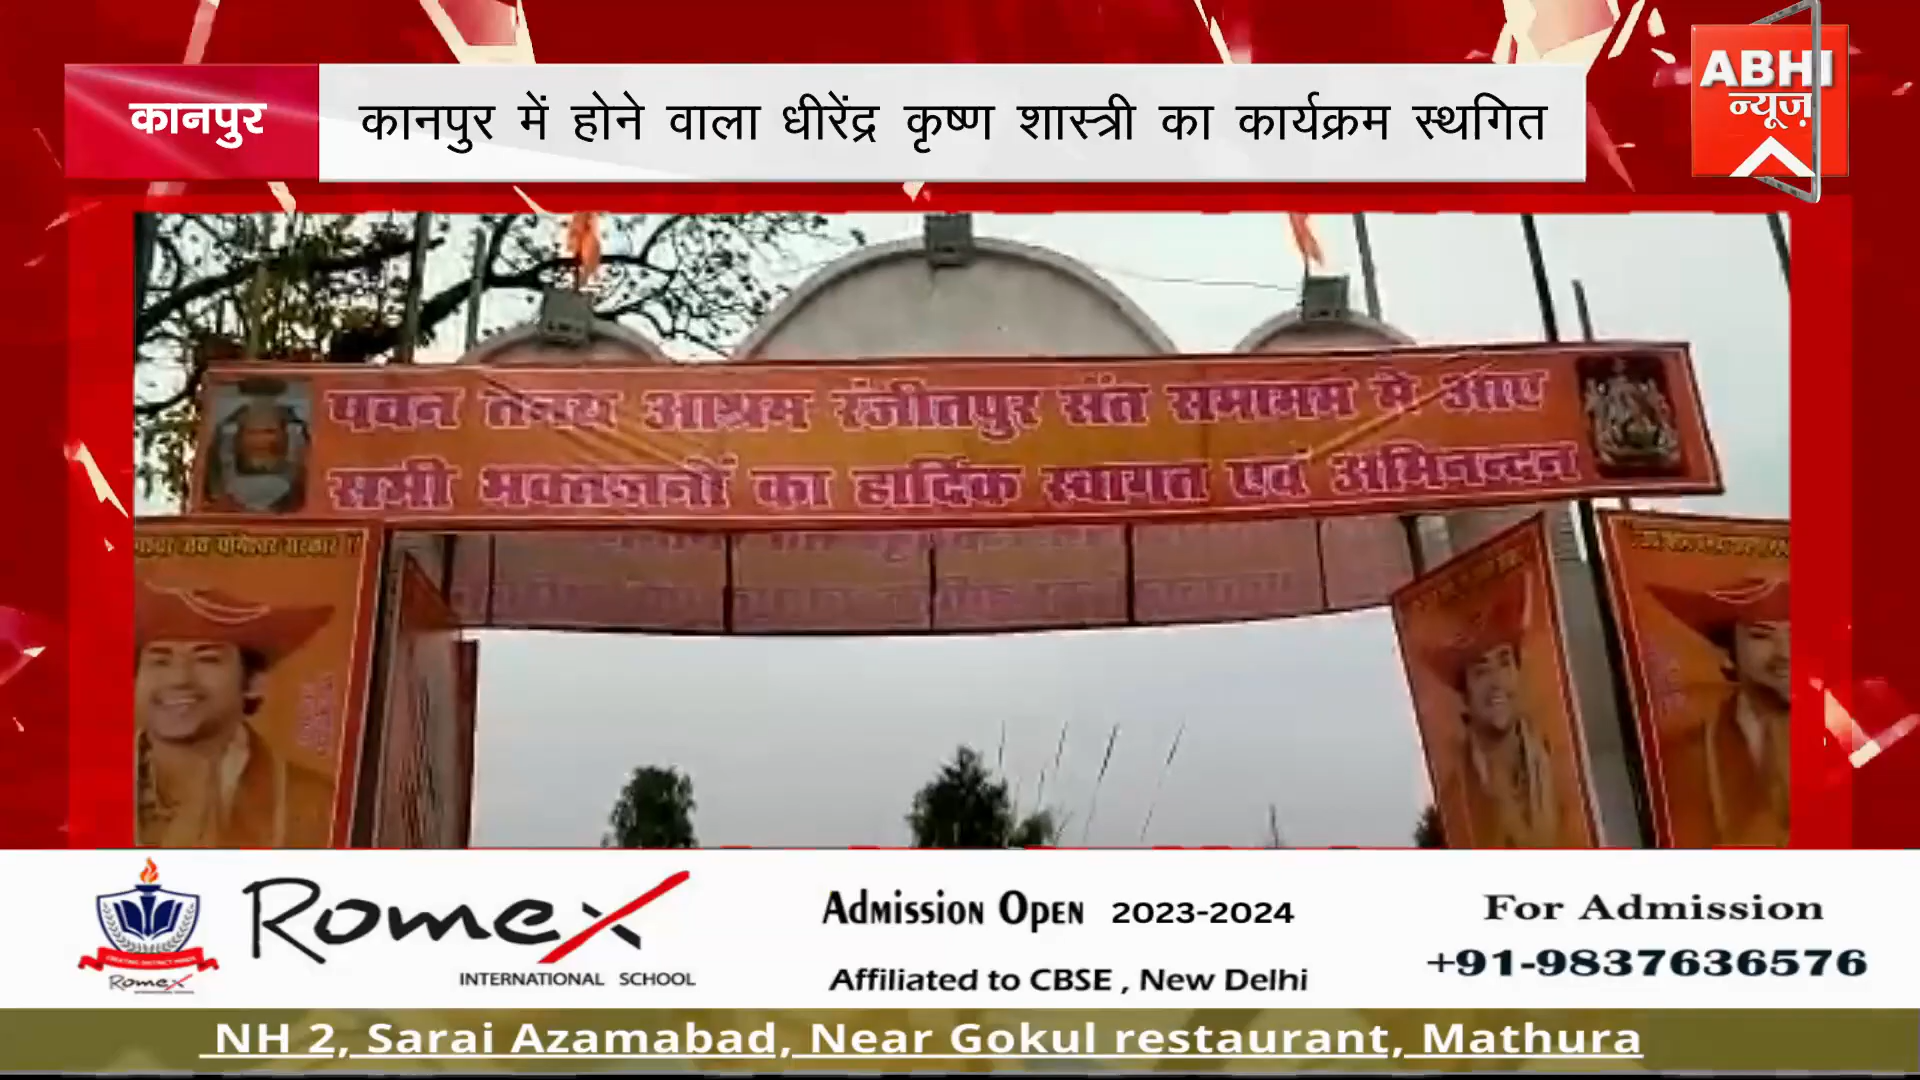 कानपुर
कानपुर में होने वाला धीरेंद्र कृष्ण शास्त्री का कार्यक्रम स्थगित
ABHI
न्यूज़
पवन तनय आश्रम रंजीतपुर संत समागम मे आए
सभी भक्तजनों का हार्दिक स्वागत एवं अभिनन्दन
Romex
INTERNATIONAL SCHOOL
Romex
Admission Open 2023-2024
Affiliated to CBSE , New Delhi
For Admission
+91-9837636576
NH 2, Sarai Azamabad, Near Gokul restaurant, Mathura